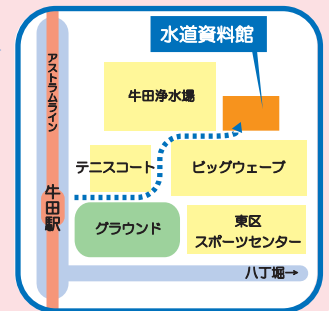 水道資料館
アストラムライン
牛田浄水場
テニスコート
ビッグウェーブ
牛田駅
グラウンド
東区
スポーツセンター
八丁堀→